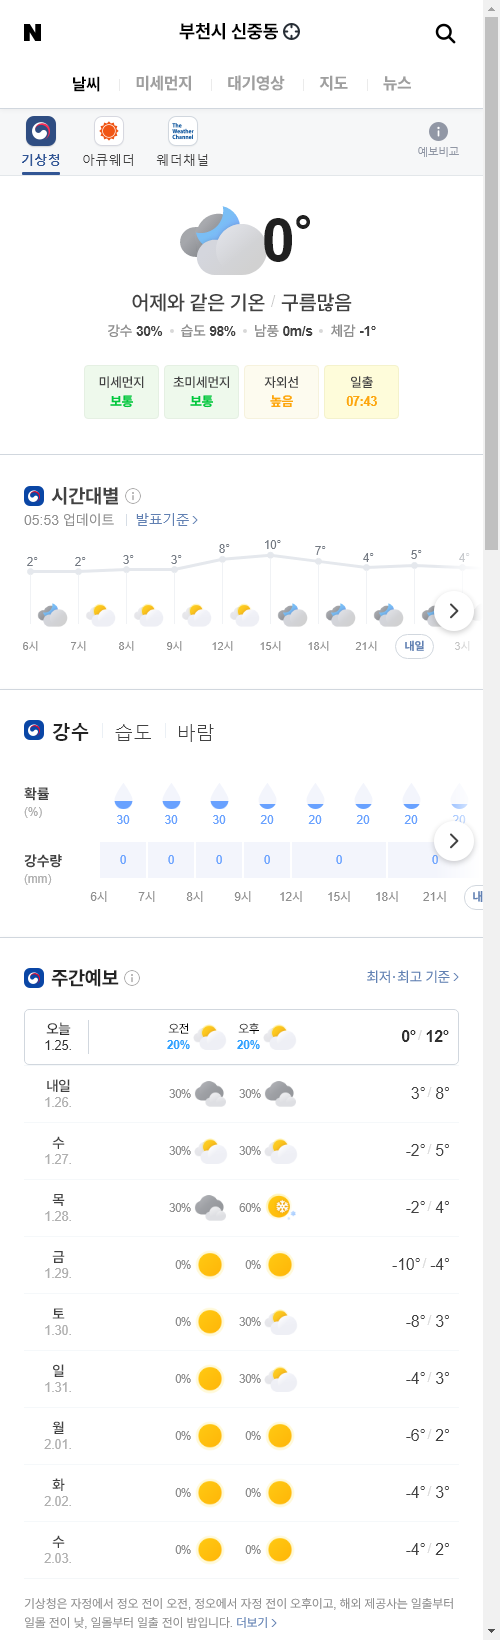 N
부천시 신중동
날씨 미세먼지 대기영상 지도 뉴스
The Weather Channel
기상청 아큐웨더 웨더채널 예보비교
0°
어제와 같은 기온 / 구름많음
강수 30% • 습도 98% • 남풍 0m/s • 체감 -1°
미세먼지 초미세먼지 자외선 일출
보통 보통 높음 07:43
시간대별
05:53 업데이트 발표기준 >
2° 2° 3° 3° 8° 10° 7° 4° 5° 4°
6시 7시 8시 9시 12시 15시 18시 21시 내일 3시
강수 습도 바람
확률
(%)
30 30 30 20 20 20 20 20
강수량
(mm)
0 0 0 0 0 0
6시 7시 8시 9시 12시 15시 18시 21시 내
주간예보 최저·최고 기준 >
오늘 1.25. 오전 20% 오후 20% 0° / 12°
내일 1.26. 30% 30% 3° / 8°
수 1.27. 30% 30% -2° / 5°
목 1.28. 30% 60% -2° / 4°
금 1.29. 0% 0% -10° / -4°
토 1.30. 0% 30% -8° / 3°
일 1.31. 0% 30% -4° / 3°
월 2.01. 0% 0% -6° / 2°
화 2.02. 0% 0% -4° / 3°
수 2.03. 0% 0% -4° / 2°
기상청은 자정에서 정오 전이 오전, 정오에서 자정 전이 오후이고, 해외 제공사는 일출부터
일몰 전이 낮, 일몰부터 일출 전이 밤입니다. 더보기 >